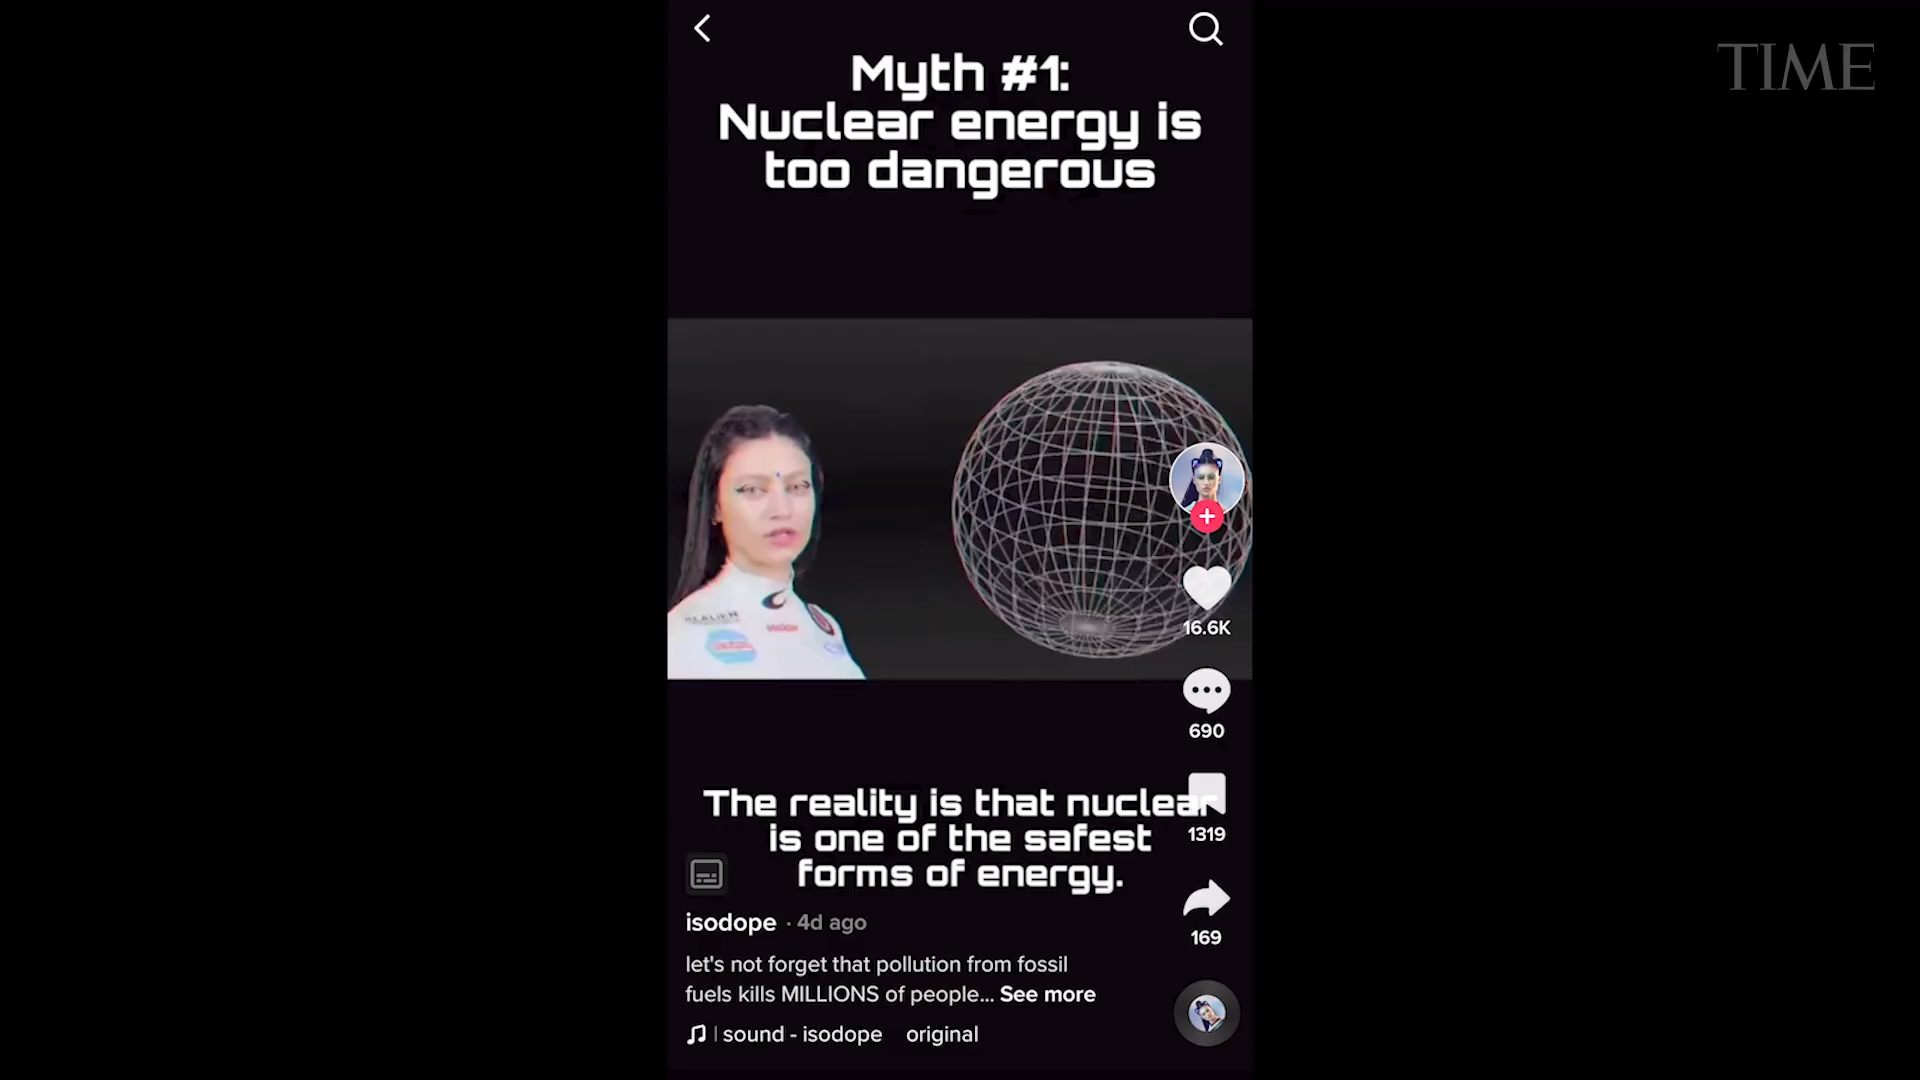 TIME
Myth #1:
Nuclear energy is
too dangerous
16.6K
690
The reality is that nuclear
is one of the safest
forms of energy.
1319
isodope · 4d ago
169
let's not forget that pollution from fossil
fuels kills MILLIONS of people... See more
sound - isodope original